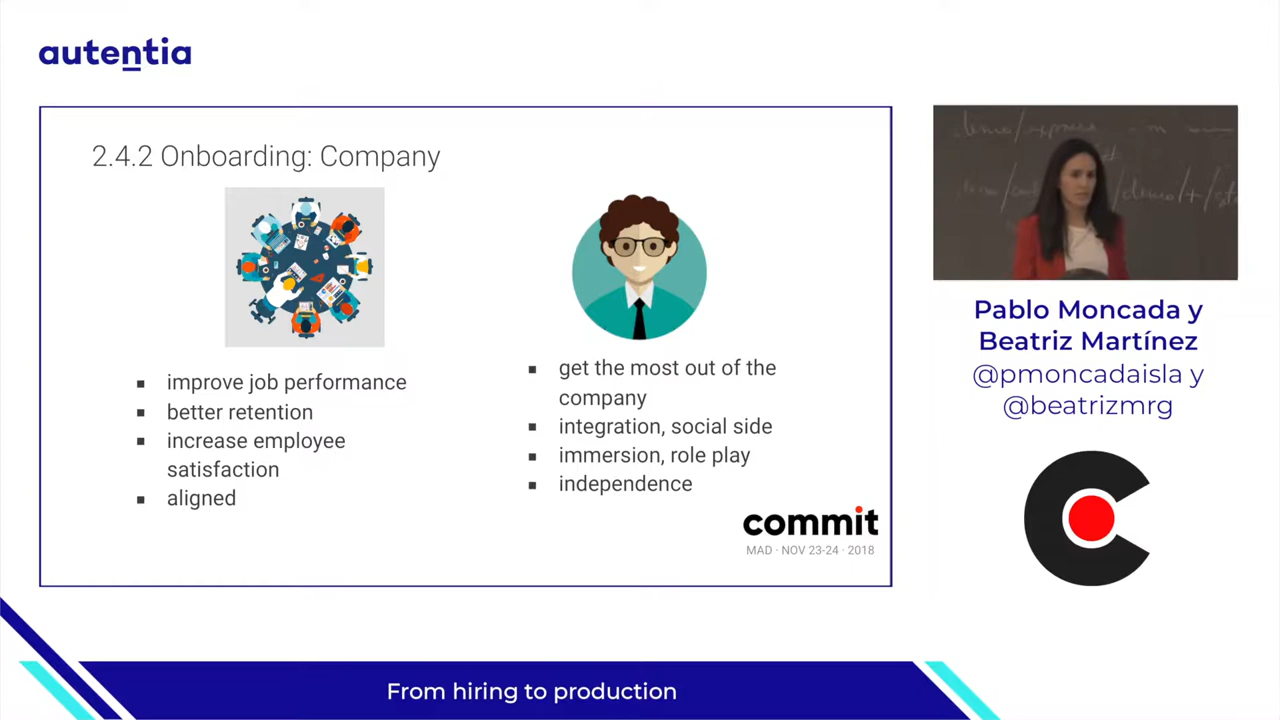 autentia
2.4.2 Onboarding: Company
improve job performance
better retention
increase employee
satisfaction
aligned
get the most out of the
company
integration, social side
immersion, role play
independence
commit
MAD · NOV 23-24 · 2018
Pablo Moncada y
Beatriz Martínez
@pmoncadaisla y
@beatrizmrg
From hiring to production